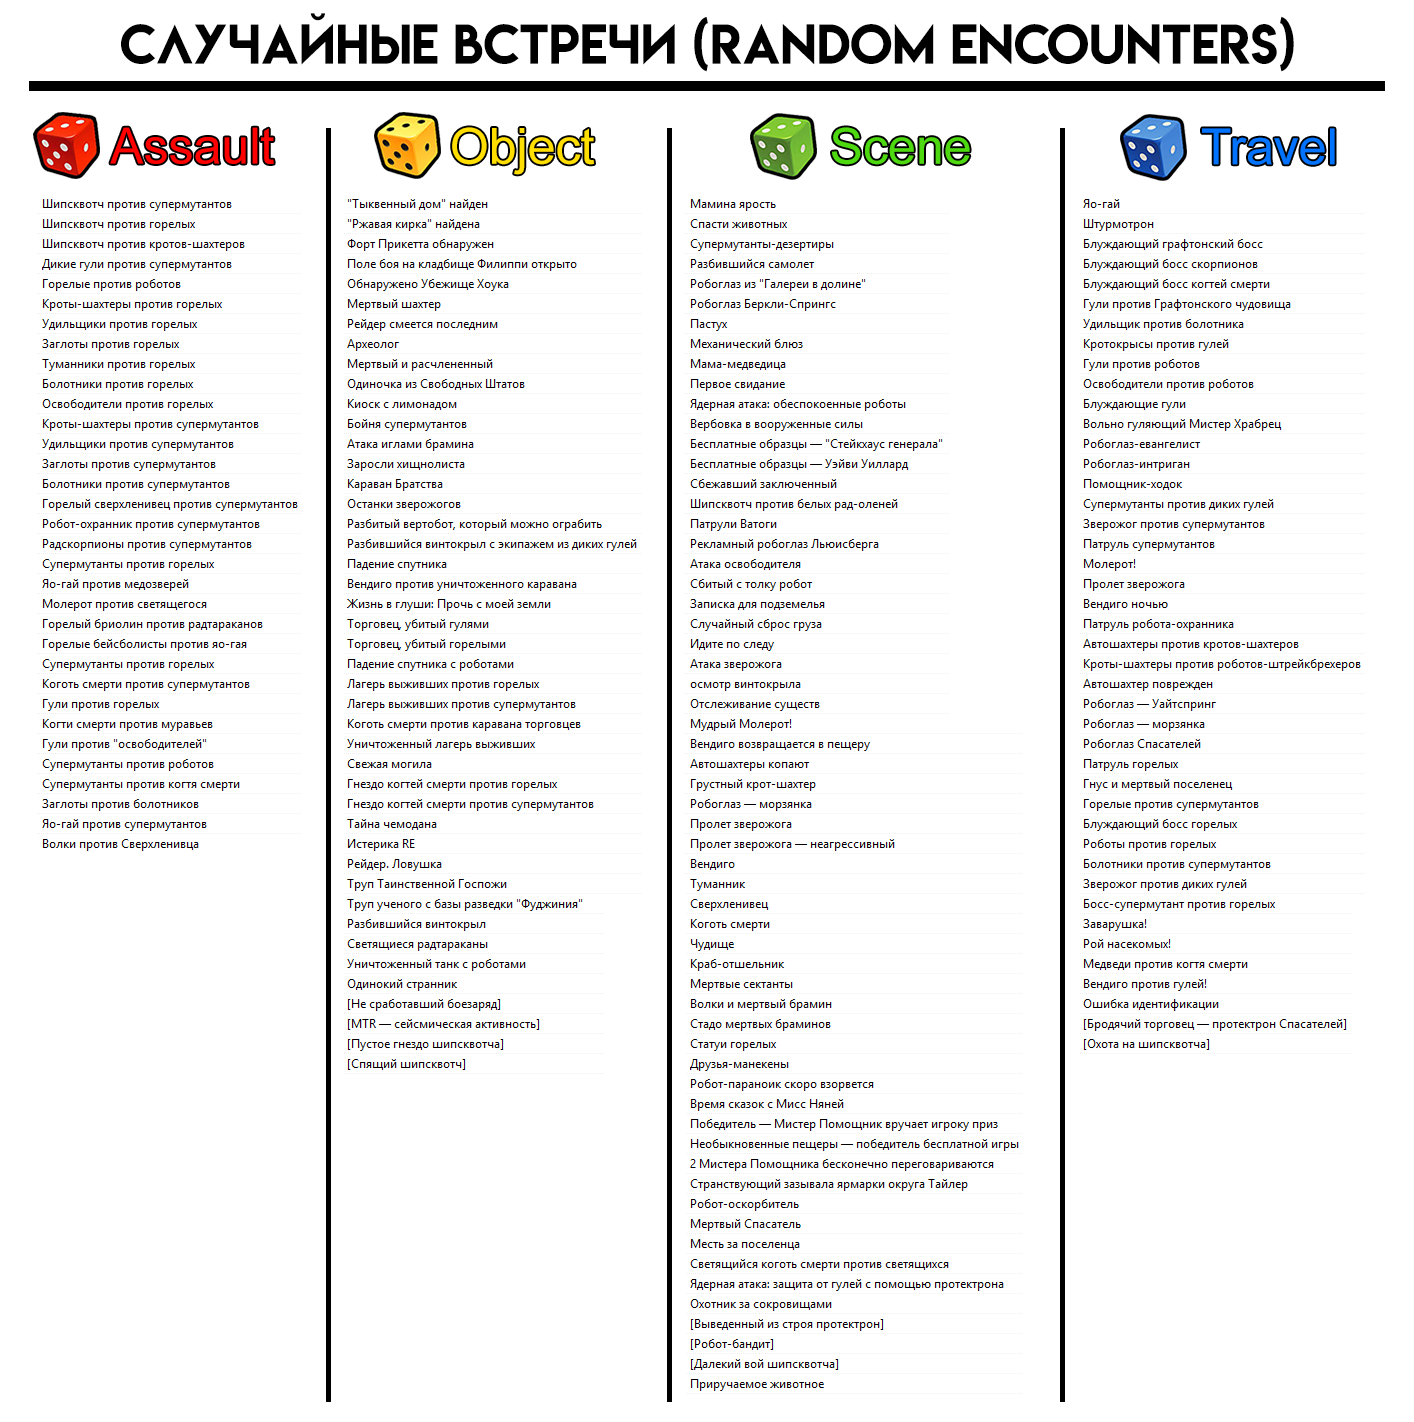 СЛУЧАЙНЫЕ ВСТРЕЧИ (RANDOM ENCOUNTERS)
Assault
Шипсквотч против супермутантов
Шипсквотч против горелых
Шипсквотч против кротов-шахтеров
Дикие гули против супермутантов
Горелые против роботов
Кроты-шахтеры против горелых
Удильщики против горелых
Заглоты против горелых
Туманники против горелых
Болотники против горелых
Освободители против горелых
Кроты-шахтеры против супермутантов
Удильщики против супермутантов
Заглоты против супермутантов
Болотники против супермутантов
Горелый сверхленивец против супермутантов
Робот-охранник против супермутантов
Радскорпионы против супермутантов
Супермутанты против горелых
Яо-гай против медозверей
Молерот против светящегося
Горелый бриолин против радтараканов
Горелые бейсболисты против яо-гая
Супермутанты против горелых
Коготь смерти против супермутантов
Гули против горелых
Когти смерти против муравьев
Гули против "освободителей"
Супермутанты против роботов
Супермутанты против когтя смерти
Заглоты против болотников
Яо-гай против супермутантов
Волки против Сверхленивца
Object
"Тыквенный дом" найден
"Ржавая кирка" найдена
Форт Прикетта обнаружен
Поле боя на кладбище Филиппи открыто
Обнаружено Убежище Хоука
Мертвый шахтер
Рейдер смеется последним
Археолог
Мертвый и расчлененный
Одиночка из Свободных Штатов
Киоск с лимонадом
Бойня супермутантов
Атака иглами брамина
Заросли хищнолиста
Караван Братства
Останки зверожогов
Разбитый вертобот, который можно ограбить
Разбившийся винтокрыл с экипажем из диких гулей
Падение спутника
Вендиго против уничтоженного каравана
Жизнь в глуши: Прочь с моей земли
Торговец, убитый гулями
Торговец, убитый горелыми
Падение спутника с роботами
Лагерь выживших против горелых
Лагерь выживших против супермутантов
Коготь смерти против каравана торговцев
Уничтоженный лагерь выживших
Свежая могила
Гнездо когтей смерти против горелых
Гнездо когтей смерти против супермутантов
Тайна чемодана
Истерика RE
Рейдер. Ловушка
Труп Таинственной Госпожи
Труп ученого с базы разведки "Фуджиния"
Разбившийся винтокрыл
Светящиеся радтараканы
Уничтоженный танк с роботами
Одинокий странник
[Не сработавший боезаряд]
[MTR — сейсмическая активность]
[Пустое гнездо шипсквотча]
[Спящий шипсквотч]
Scene
Мамина ярость
Спасти животных
Супермутанты-дезертиры
Разбившийся самолет
Робоглаз из "Галереи в долине"
Робоглаз Беркли-Спрингс
Пастух
Механический блюз
Мама-медведица
Первое свидание
Ядерная атака: обеспокоенные роботы
Вербовка в вооруженные силы
Бесплатные образцы — "Стейкхаус генерала"
Бесплатные образцы — Уэйви Уиллард
Сбежавший заключенный
Шипсквотч против белых рад-оленей
Патрули Ватоги
Рекламный робоглаз Льюисберга
Атака освободителя
Сбитый с толку робот
Записка для подземелья
Случайный сброс груза
Идите по следу
Атака зверожога
осмотр винтокрыла
Отслеживание существ
Мудрый Молерот!
Вендиго возвращается в пещеру
Автошахтеры копают
Грустный крот-шахтер
Робоглаз — морзянка
Пролет зверожога
Пролет зверожога — неагрессивный
Вендиго
Туманник
Сверхленивец
Коготь смерти
Чудище
Краб-отшельник
Мертвые сектанты
Волки и мертвый брамин
Стадо мертвых браминов
Статуи горелых
Друзья-манекены
Робот-параноик скоро взорвется
Время сказок с Мисс Няней
Победитель — Мистер Помощник вручает игроку приз
Необыкновенные пещеры — победитель бесплатной игры
2 Мистера Помощника бесконечно переговариваются
Странствующий зазывала ярмарки округа Тайлер
Робот-оскорбитель
Мертвый Спасатель
Месть за поселенца
Светящийся коготь смерти против светящихся
Ядерная атака: защита от гулей с помощью протектрона
Охотник за сокровищами
[Выведенный из строя протектрон]
[Робот-бандит]
[Далекий вой шипсквотча]
Приручаемое животное
Travel
Яо-гай
Штурмотрон
Блуждающий графтонский босс
Блуждающий босс скорпионов
Блуждающий босс когтей смерти
Гули против Графтонского чудовища
Удильщик против болотника
Кротокрысы против гулей
Гули против роботов
Освободители против роботов
Блуждающие гули
Вольно гуляющий Мистер Храбрец
Робоглаз-евангелист
Робоглаз-интриган
Помощник-ходок
Супермутанты против диких гулей
Зверожог против супермутантов
Патруль супермутантов
Молерот!
Пролет зверожога
Вендиго ночью
Патруль робота-охранника
Автошахтеры против кротов-шахтеров
Кроты-шахтеры против роботов-штрейкбрехеров
Автошахтер поврежден
Робоглаз — Уайтспринг
Робоглаз — морзянка
Робоглаз Спасателей
Патруль горелых
Гнус и мертвый поселенец
Горелые против супермутантов
Блуждающий босс горелых
Роботы против горелых
Болотники против супермутантов
Зверожог против диких гулей
Босс-супермутант против горелых
Заварушка!
Рой насекомых!
Медведи против когтя смерти
Вендиго против гулей!
Ошибка идентификации
[Бродячий торговец — протектрон Спасателей]
[Охота на шипсквотча]